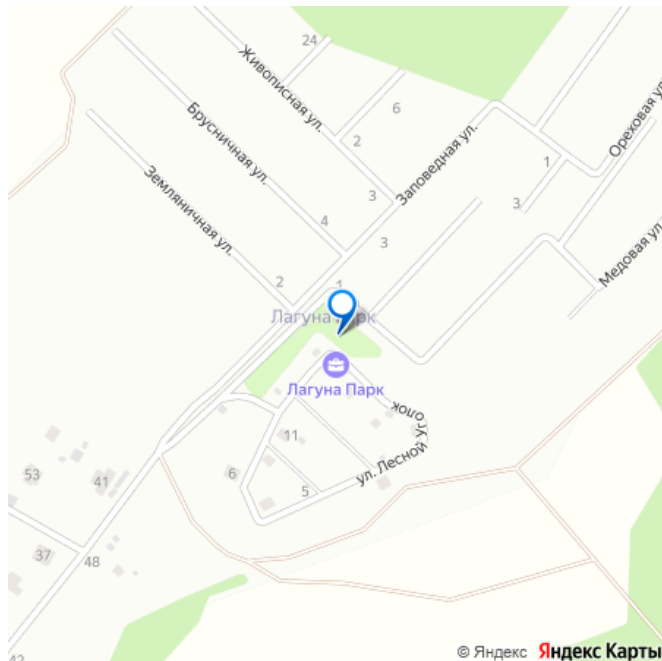 24
Живописная ул.
6
Брусничная ул.
2
Заповедная ул.
Ореховая ул.
1
Земляничная ул.
3
3
4
3
Медовая ул.
2
1
Лагуна Парк
Лагуна Парк
11
ул. Лесной Уголок
53
41
6
5
37
48
42
© Яндекс Яндекс Карты